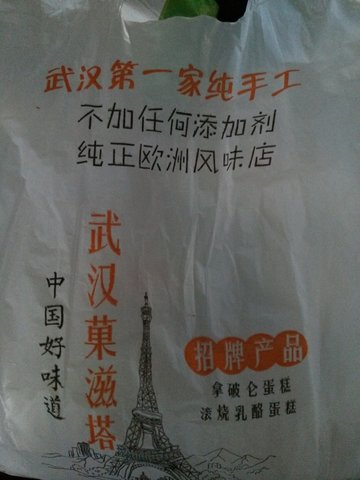 武汉第一家纯手工
不加任何添加剂
纯正欧洲风味店
武汉菓滋塔
中国好味道
招牌产品
拿破仑蛋糕
滚烧乳酪蛋糕